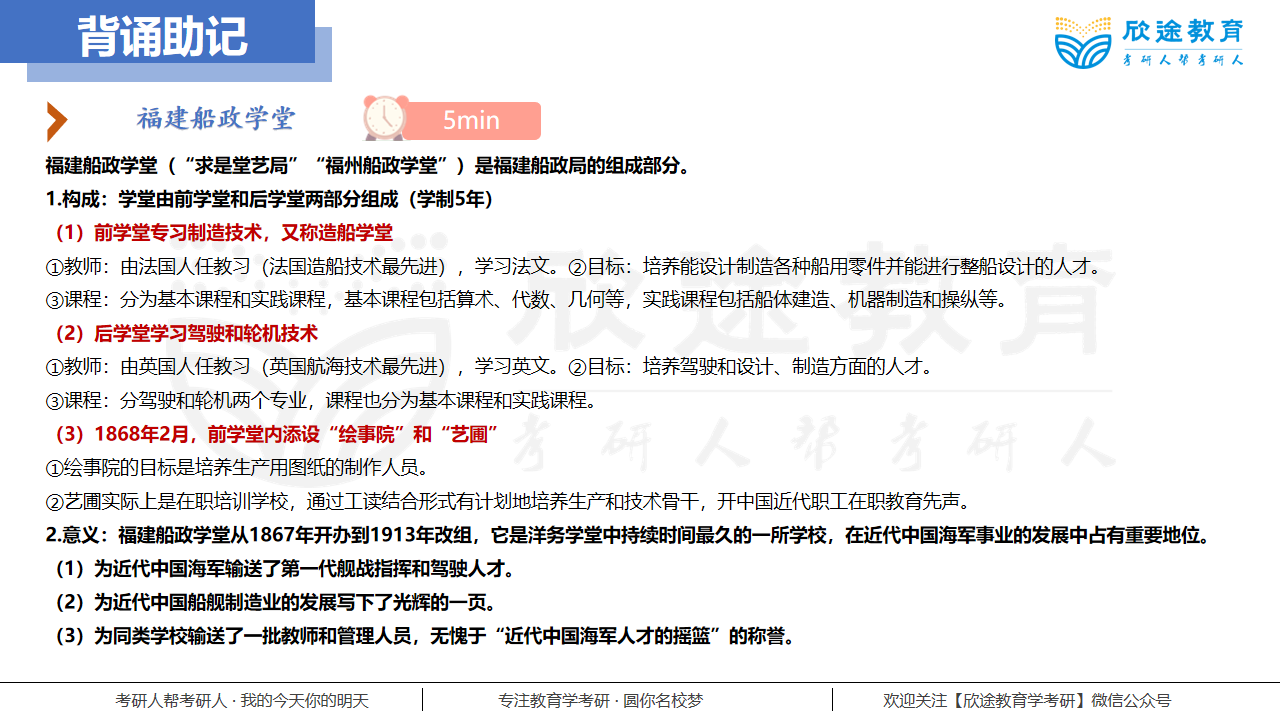 背诵助记
欣途教育
考研人帮考研人
福建船政学堂
5min
福建船政学堂（“求是堂艺局”“福州船政学堂”）是福建船政局的组成部分。
1.构成：学堂由前学堂和后学堂两部分组成（学制5年）
（1）前学堂专习制造技术，又称造船学堂
①教师：由法国人任教习（法国造船技术最先进），学习法文。②目标：培养能设计制造各种船用零件并能进行整船设计的人才。
③课程：分为基本课程和实践课程，基本课程包括算术、代数、几何等，实践课程包括船体建造、机器制造和操纵等。
（2）后学堂学习驾驶和轮机技术
①教师：由英国人任教习（英国航海技术最先进），学习英文。②目标：培养驾驶和设计、制造方面的人才。
③课程：分驾驶和轮机两个专业，课程也分为基本课程和实践课程。
（3）1868年2月，前学堂内添设“绘事院”和“艺圃”
①绘事院的目标是培养生产用图纸的制作人员。
②艺圃实际上是在职培训学校，通过工读结合形式有计划地培养生产和技术骨干，开中国近代职工在职教育先声。
2.意义：福建船政学堂从1867年开办到1913年改组，它是洋务学堂中持续时间最久的一所学校，在近代中国海军事业的发展中占有重要地位。
（1）为近代中国海军输送了第一代舰战指挥和驾驶人才。
（2）为近代中国船舰制造业的发展写下了光辉的一页。
（3）为同类学校输送了一批教师和管理人员，无愧于“近代中国海军人才的摇篮”的称誉。
欣途教育
考研人帮考研人
考研人帮考研人·我的今天你的明天
专注教育学考研·圆你名校梦
欢迎关注【欣途教育学考研】微信公众号